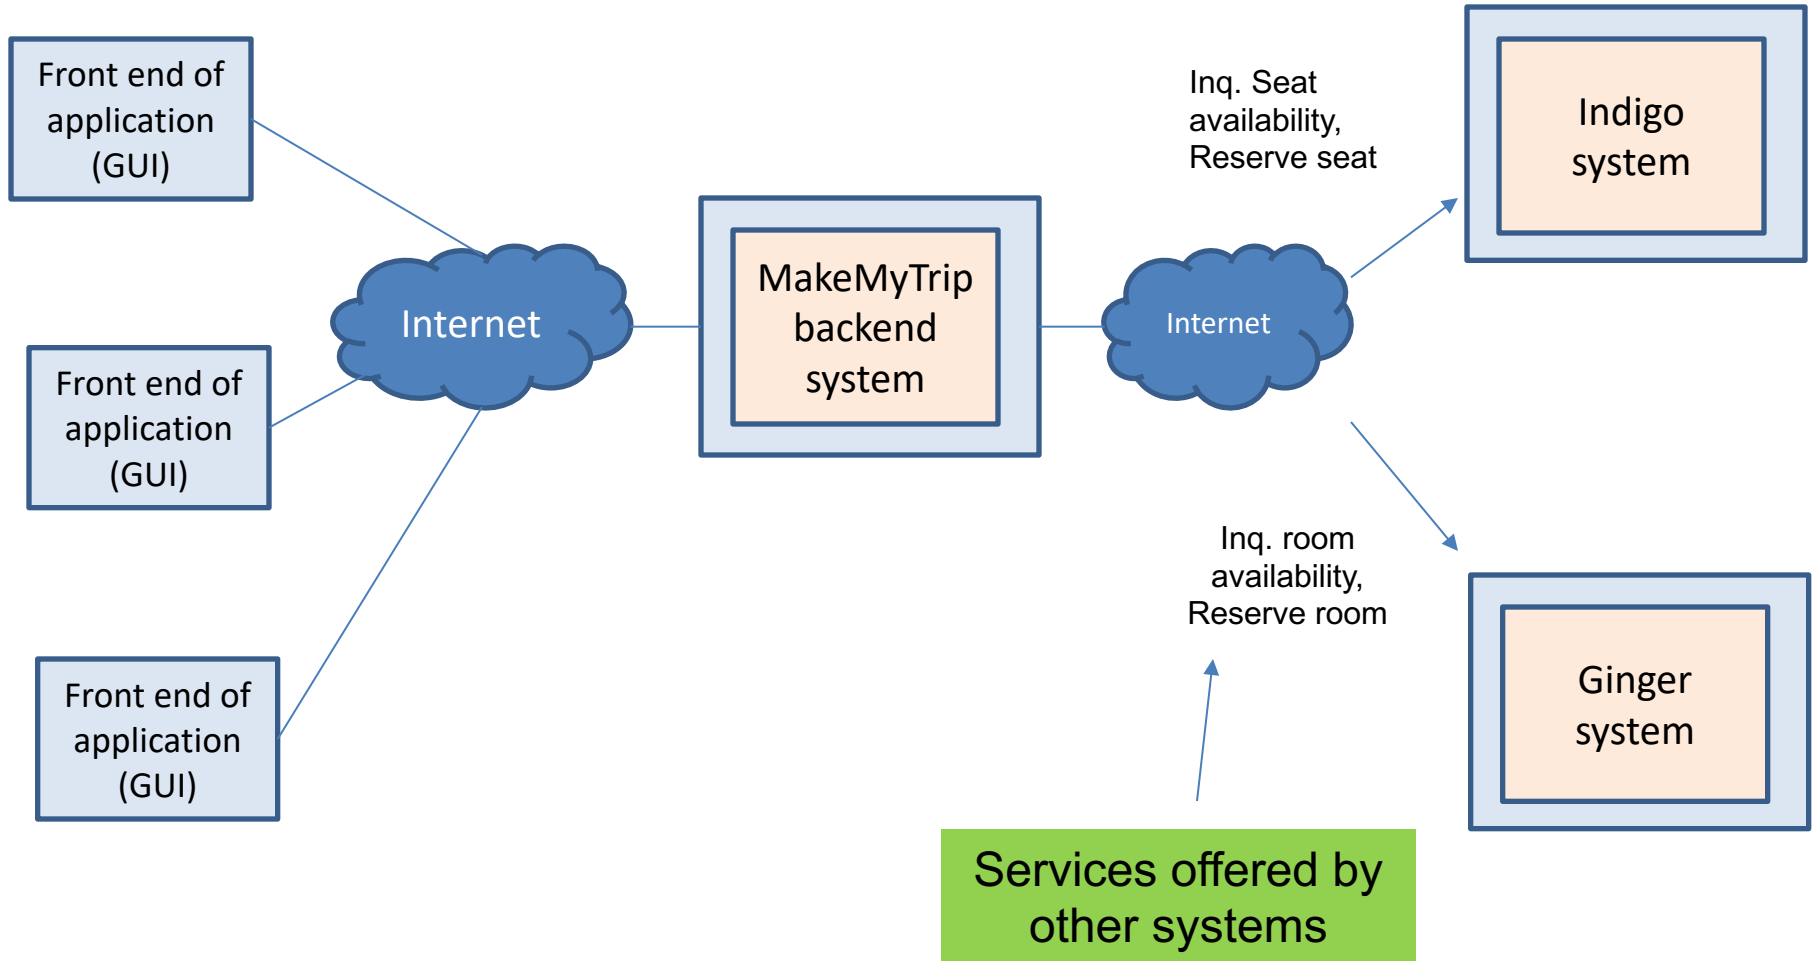 Front end of
application
(GUI)
Front end of
application
(GUI)
Front end of
application
(GUI)
Internet
MakeMyTrip
backend
system
Internet
Inq. Seat
availability,
Reserve seat
Indigo
system
Inq. room
availability,
Reserve room
Ginger
system
Services offered by
other systems